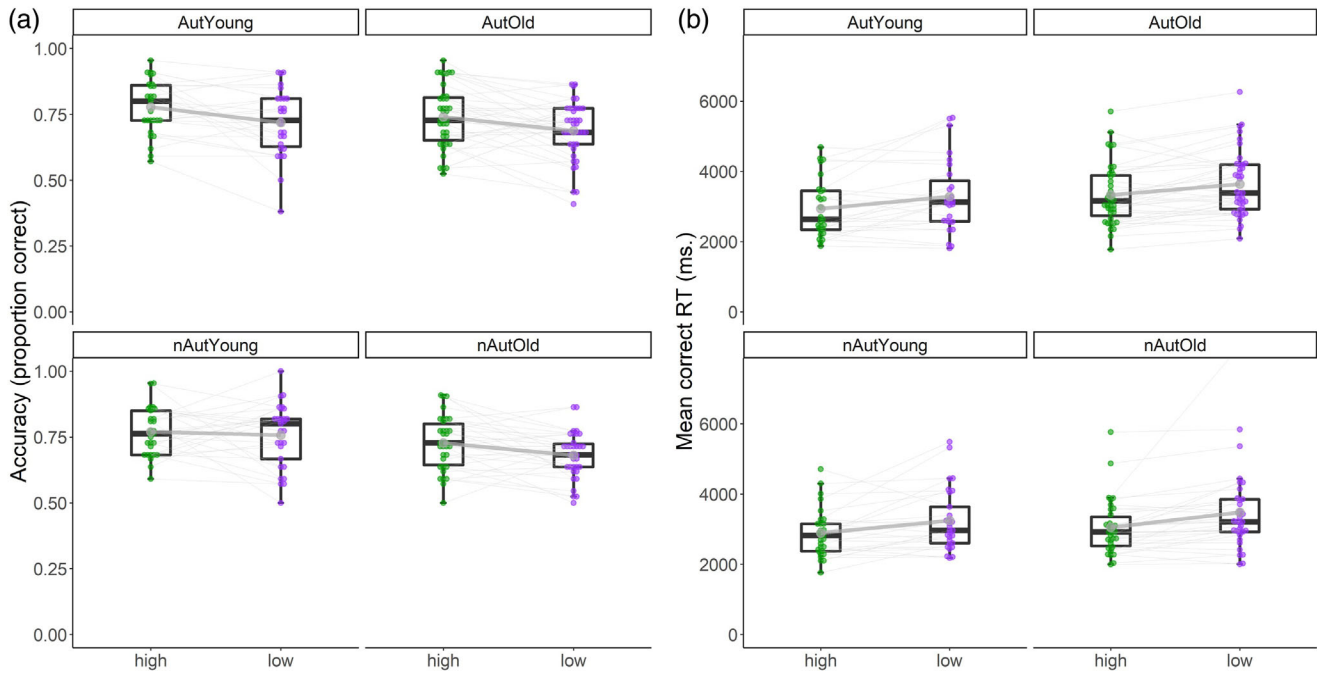 (a)
AutYoung AutOld
1.00
0.75
0.50
0.25
0.00
nAutYoung nAutOld
1.00
0.75
0.50
0.25
0.00
high low high low
Accuracy (proportion correct)
(b)
AutYoung AutOld
6000
4000
2000
0
nAutYoung nAutOld
6000
4000
2000
0
high low high low
Mean correct RT (ms.)